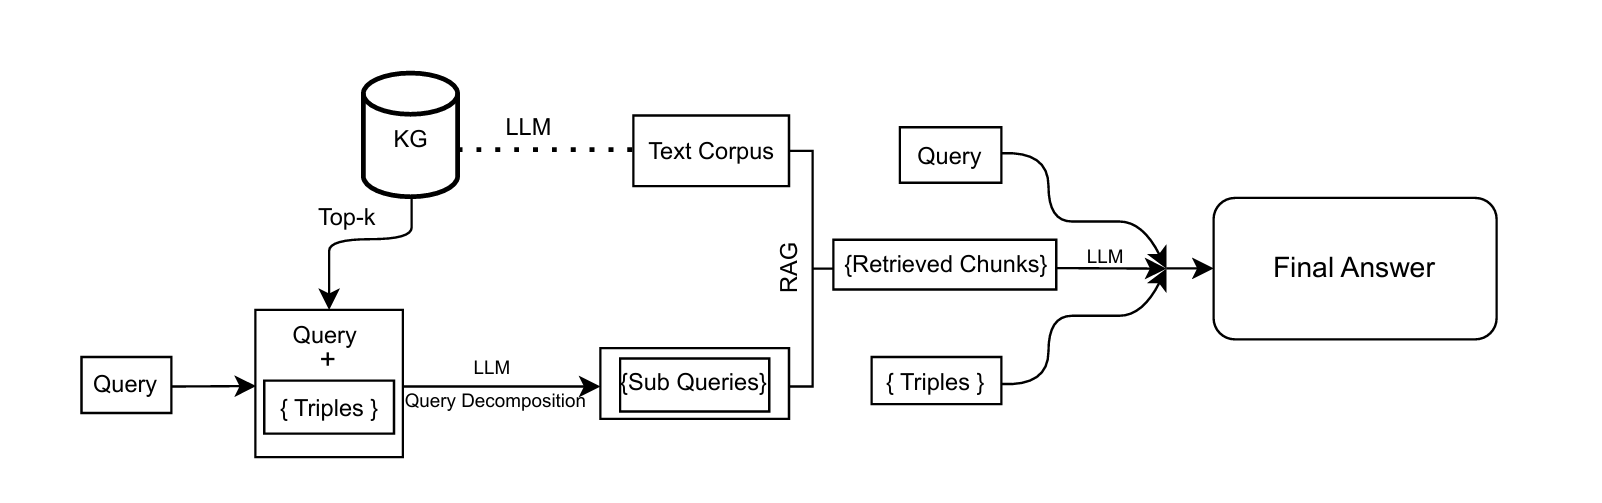 KG
LLM
Text Corpus
Top-k
Query
Query
+
{ Triples }
LLM
Query Decomposition
{Sub Queries}
RAG
{Retrieved Chunks}
Query
LLM
{ Triples }
Final Answer